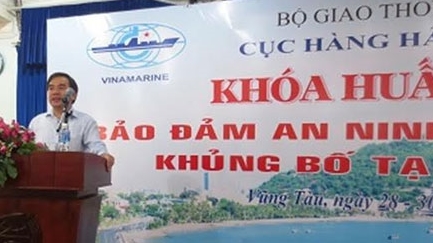 BỘ GIAO THO
CỤC HÀNG HẢ
VINAMARINE
KHÓA HUẤ
BẢO ĐẢM AN NINH
KHỦNG BỐ TẠ
Vũng Tàu, ngày 28 - 30